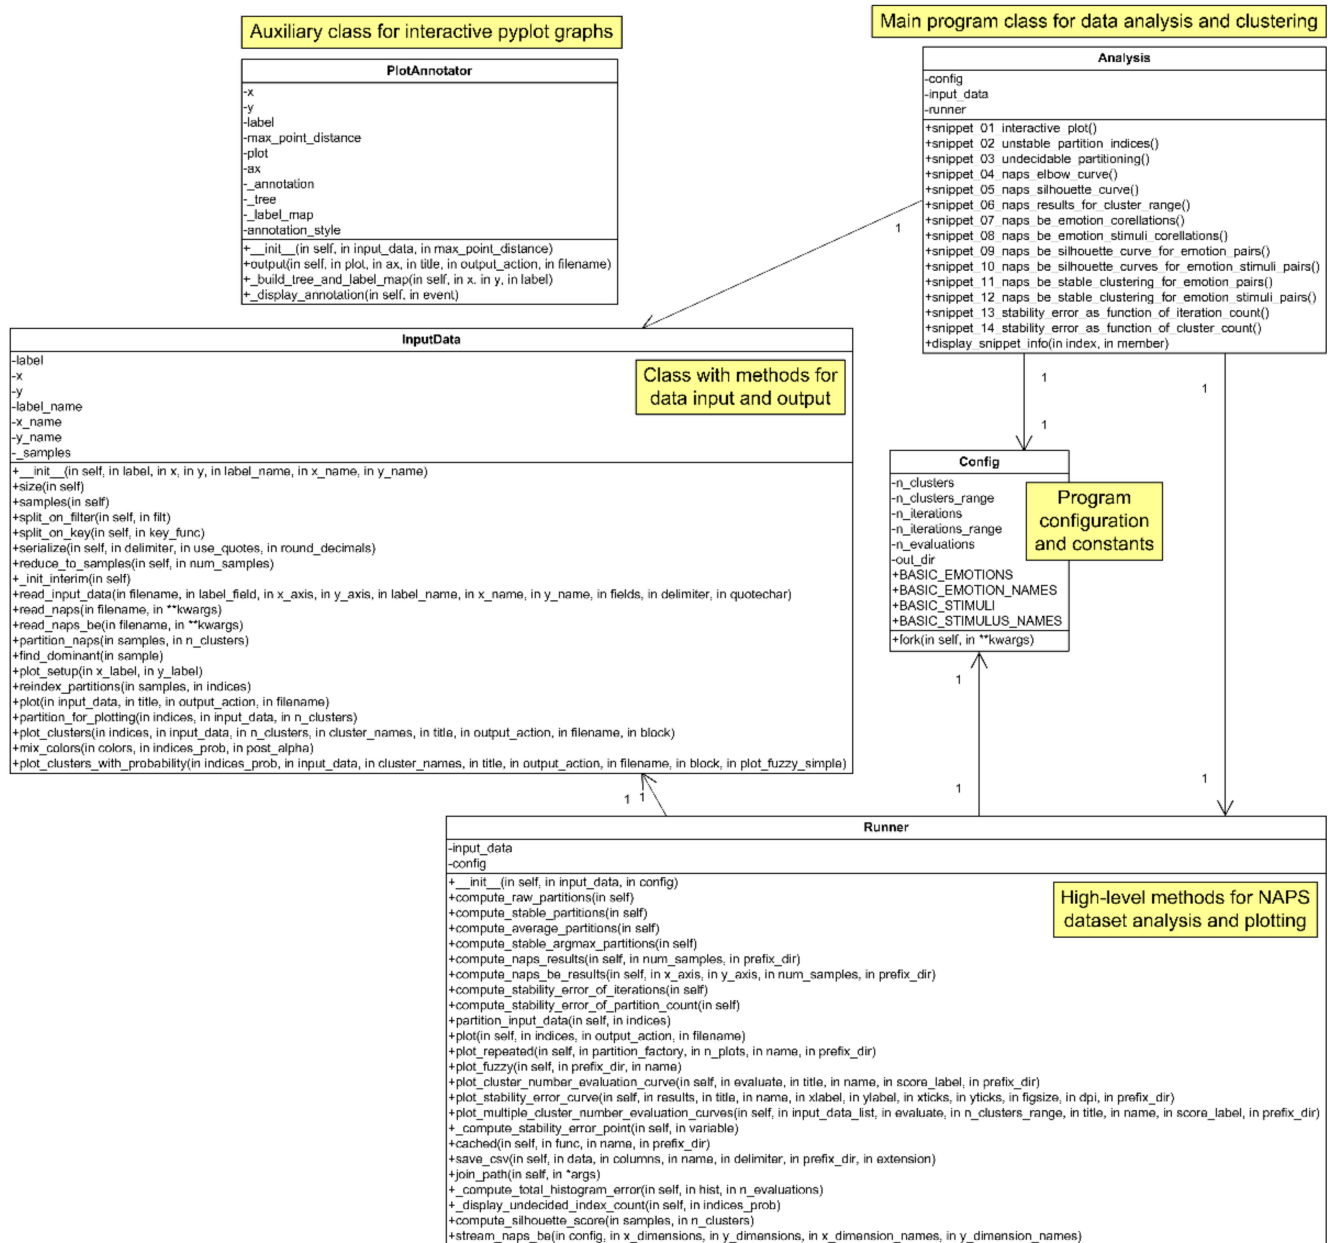 Auxiliary class for interactive pyplot graphs
PlotAnnotator
-x
-y
-label
-max_point_distance
-plot
-ax
-_annotation
-_tree
-_label_map
-annotation_style
+__init__(in self, in input_data, in max_point_distance)
+output(in self, in plot, in ax, in title, in output_action, in filename)
+_build_tree_and_label_map(in self, in x. in y, in label)
+_display_annotation(in self, in event)
Main program class for data analysis and clustering
Analysis
-config
-input_data
-runner
+snippet_01_interactive_plot()
+snippet_02_unstable_partition_indices()
+snippet_03_undecidable_partitioning()
+snippet_04_naps_elbow_curve()
+snippet_05_naps_silhouette_curve()
+snippet_06_naps_results_for_cluster_range()
+snippet_07_naps_be_emotion_corellations()
+snippet_08_naps_be_emotion_stimuli_corellations()
+snippet_09_naps_be_silhouette_curve_for_emotion_pairs()
+snippet_10_naps_be_silhouette_curves_for_emotion_stimuli_pairs()
+snippet_11_naps_be_stable_clustering_for_emotion_pairs()
+snippet_12_naps_be_stable_clustering_for_emotion_stimuli_pairs()
+snippet_13_stability_error_as_function_of_iteration_count()
+snippet_14_stability_error_as_function_of_cluster_count()
+display_snippet_info(in index, in member)
1
1
1
1
InputData
Class with methods for
data input and output
-label
-x
-y
-label_name
-x_name
-y_name
-_samples
+__init__(in self, in label, in x, in y, in label_name, in x_name, in y_name)
+size(in self)
+samples(in self)
+split_on_filter(in self, in filt)
+split_on_key(in self, in key_func)
+serialize(in self, in delimiter, in use_quotes, in round_decimals)
+reduce_to_samples(in self, in num_samples)
+_init_interim(in self)
+read_input_data(in filename, in label_field, in x_axis, in y_axis, in label_name, in x_name, in y_name, in fields, in delimiter, in quotechar)
+read_naps(in filename, in **kwargs)
+read_naps_be(in filename, in **kwargs)
+partition_naps(in samples, in n_clusters)
+find_dominant(in sample)
+plot_setup(in x_label, in y_label)
+reindex_partitions(in samples, in indices)
+plot(in input_data, in title, in output_action, in filename)
+partition_for_plotting(in indices, in input_data, in n_clusters)
+plot_clusters(in indices, in input_data, in n_clusters, in cluster_names, in title, in output_action, in filename, in block)
+mix_colors(in colors, in indices_prob, in post_alpha)
+plot_clusters_with_probability(in indices_prob, in input_data, in cluster_names, in title, in output_action, in filename, in block, in plot_fuzzy_simple)
Config
Program
configuration
and constants
-n_clusters
-n_clusters_range
-n_iterations
-n_iterations_range
-n_evaluations
-out_dir
+BASIC_EMOTIONS
+BASIC_EMOTION_NAMES
+BASIC_STIMULI
+BASIC_STIMULUS_NAMES
+fork(in self, in **kwargs)
1
1
1 1
1
Runner
High-level methods for NAPS
dataset analysis and plotting
-input_data
-config
+__init__(in self, in input_data, in config)
+compute_raw_partitions(in self)
+compute_stable_partitions(in self)
+compute_average_partitions(in self)
+compute_stable_argmax_partitions(in self)
+compute_naps_results(in self, in num_samples, in prefix_dir)
+compute_naps_be_results(in self, in x_axis, in y_axis, in num_samples, in prefix_dir)
+compute_stability_error_of_iterations(in self)
+compute_stability_error_of_partition_count(in self)
+partition_input_data(in self, in indices)
+plot(in self, in indices, in output_action, in filename)
+plot_repeated(in self, in partition_factory, in n_plots, in name, in prefix_dir)
+plot_fuzzy(in self, in prefix_dir, in name)
+plot_cluster_number_evaluation_curve(in self, in evaluate, in title, in name, in score_label, in prefix_dir)
+plot_stability_error_curve(in self, in results, in title, in name, in xlabel, in ylabel, in xticks, in yticks, in figsize, in dpi, in prefix_dir)
+plot_multiple_cluster_number_evaluation_curves(in self, in input_data_list, in evaluate, in n_clusters_range, in title, in name, in score_label, in prefix_dir)
+_compute_stability_error_point(in self, in variable)
+cached(in self, in func, in name, in prefix_dir)
+save_csv(in self, in data, in columns, in name, in delimiter, in prefix_dir, in extension)
+join_path(in self, in *args)
+_compute_total_histogram_error(in self, in hist, in n_evaluations)
+_display_undecided_index_count(in self, in indices_prob)
+compute_silhouette_score(in samples, in n_clusters)
+stream_naps_be(in config, in x_dimensions, in y_dimensions, in x_dimension_names, in y_dimension_names)